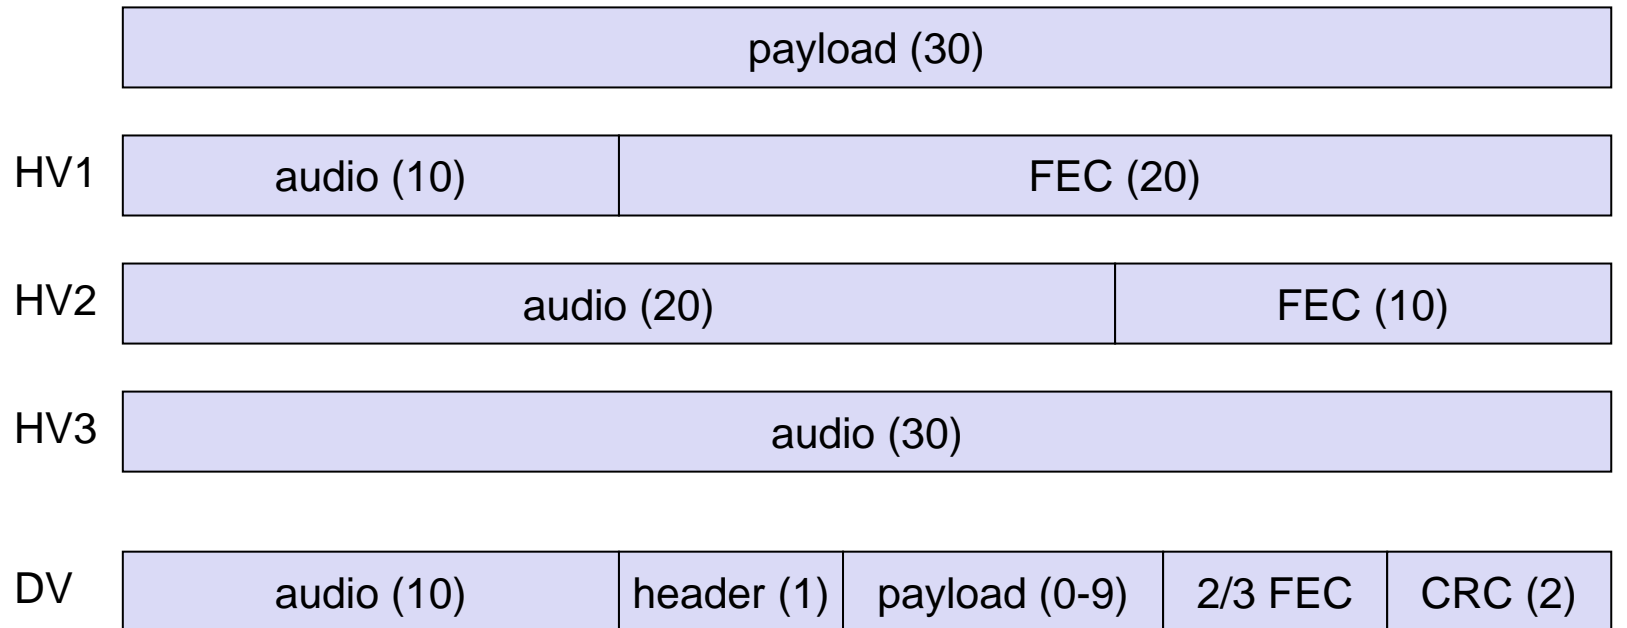 payload (30)
HV1 audio (10) FEC (20)
HV2 audio (20) FEC (10)
HV3 audio (30)
DV audio (10) header (1) payload (0-9) 2/3 FEC CRC (2)